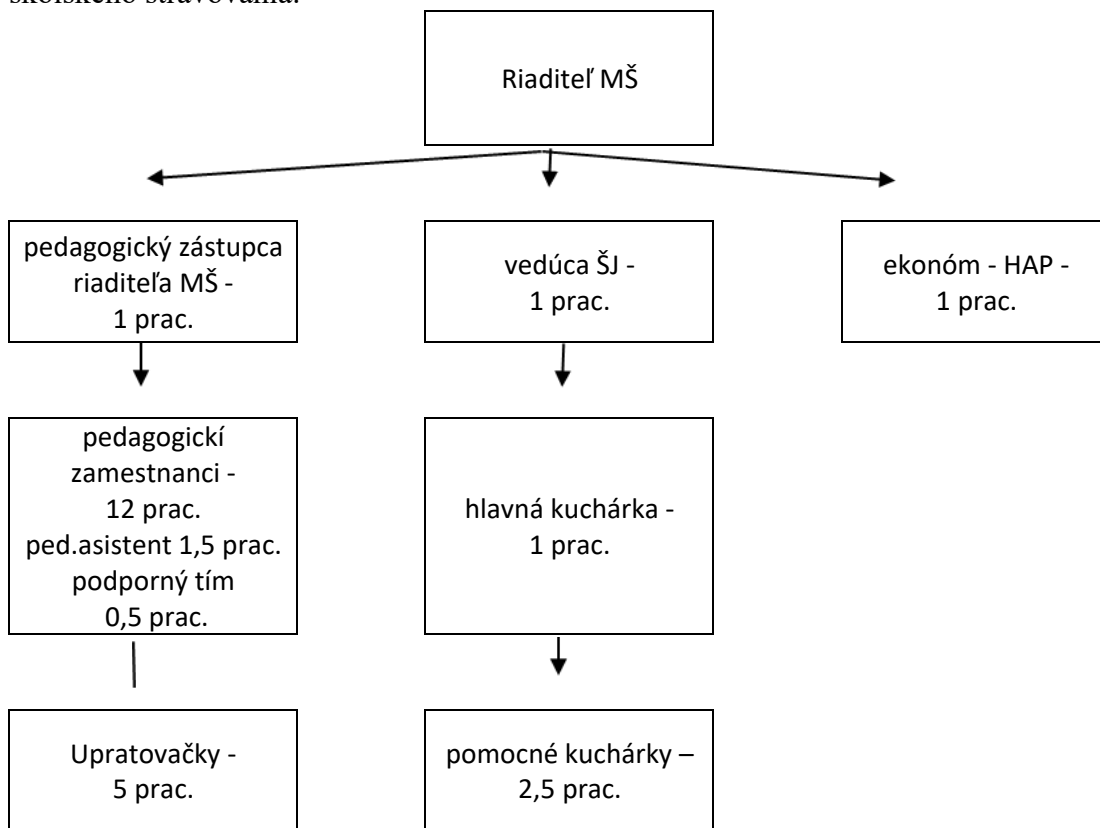 školského stravovania.
Riaditeľ MŠ
pedagogický zástupca
riaditeľa MŠ -
1 prac.
vedúca ŠJ -
1 prac.
ekonóm - HAP -
1 prac.
pedagogickí
zamestnanci -
12 prac.
ped.asistent 1,5 prac.
podporný tím
0,5 prac.
hlavná kuchárka -
1 prac.
Upratovačky -
5 prac.
pomocné kuchárky –
2,5 prac.